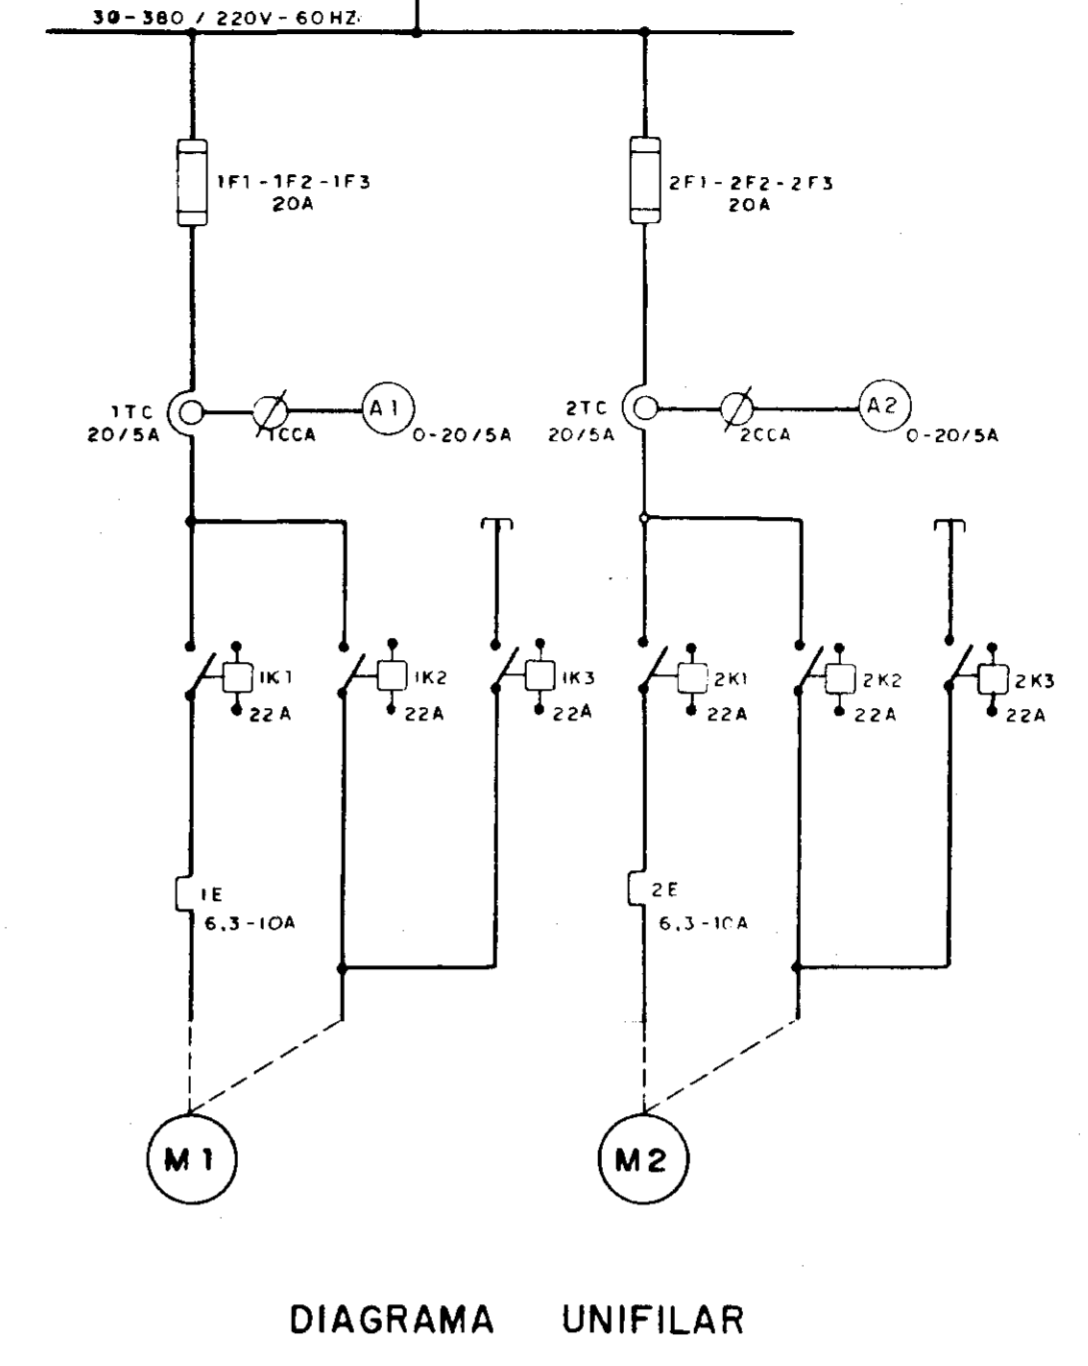 30-380 / 220V-60HZ
1F1-1F2-1F3
20A
2F1-2F2-2F3
20A
1TC
20/5A
1CCA
A1
0-20/5A
2TC
20/5A
2CCA
A2
0-20/5A
1K1
22A
1K2
22A
1K3
22A
2K1
22A
2K2
22A
2K3
22A
1E
6,3-10A
2E
6,3-10A
M1
M2
DIAGRAMA UNIFILAR